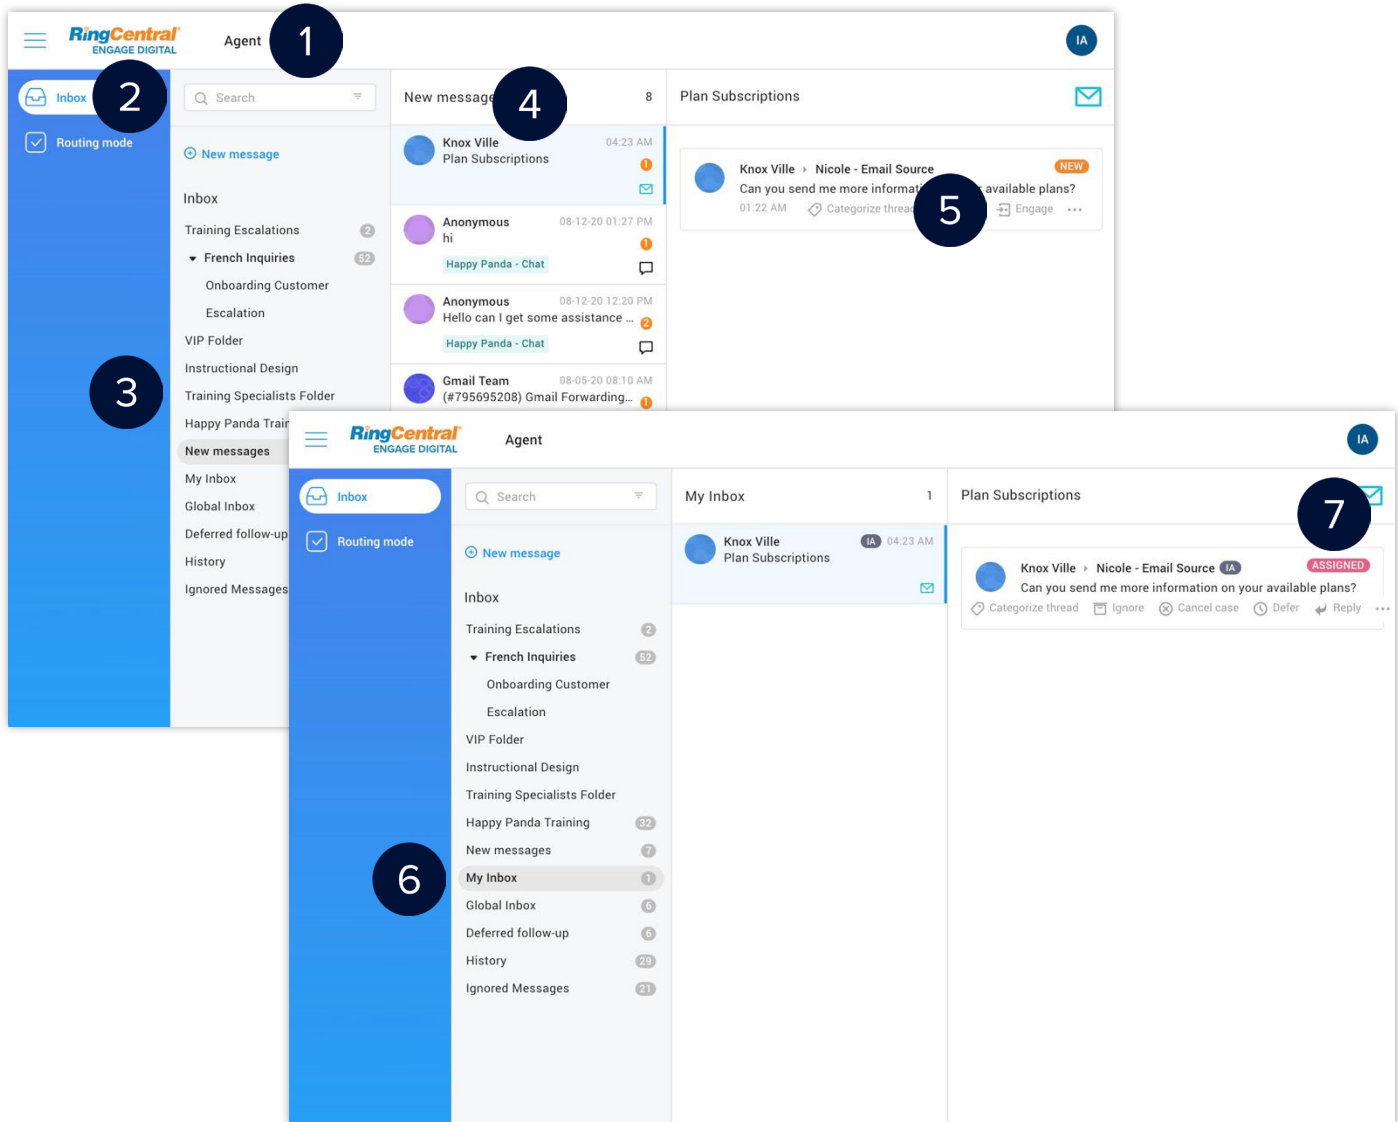 RingCentral®
ENGAGE DIGITAL
Agent
1
IA
Inbox
2
Routing mode
Search
New message
Inbox
Training Escalations 2
French Inquiries 52
Onboarding Customer
Escalation
VIP Folder
Instructional Design
3
Training Specialists Folder
Happy Panda
New messages
My Inbox
Global Inbox
Deferred follow-up
History
Ignored Messages
New message
4
8
Knox Ville 04:23 AM
Plan Subscriptions
1
Anonymous 08-12-20 01:27 PM
hi
1
Happy Panda - Chat
Anonymous 08-12-20 12:20 PM
Hello can I get some assistance ...
2
Happy Panda - Chat
Gmail Team 08-05-20 08:10 AM
(#795695208) Gmail Forwarding...
1
Plan Subscriptions
Knox Ville Nicole - Email Source NEW
Can you send me more available plans?
01:22 AM Categorize thread Engage ...
5
RingCentral®
ENGAGE DIGITAL
Agent
IA
Inbox
Routing mode
Search
New message
Inbox
Training Escalations 2
French Inquiries 52
Onboarding Customer
Escalation
VIP Folder
Instructional Design
Training Specialists Folder
Happy Panda Training 32
New messages 7
6
My Inbox 1
Global Inbox 6
Deferred follow-up 6
History 29
Ignored Messages 21
My Inbox 1
Knox Ville IA 04:23 AM
Plan Subscriptions
Plan Subscriptions
7
Knox Ville Nicole - Email Source IA ASSIGNED
Can you send me more information on your available plans?
Categorize thread Ignore Cancel case Defer Reply ...